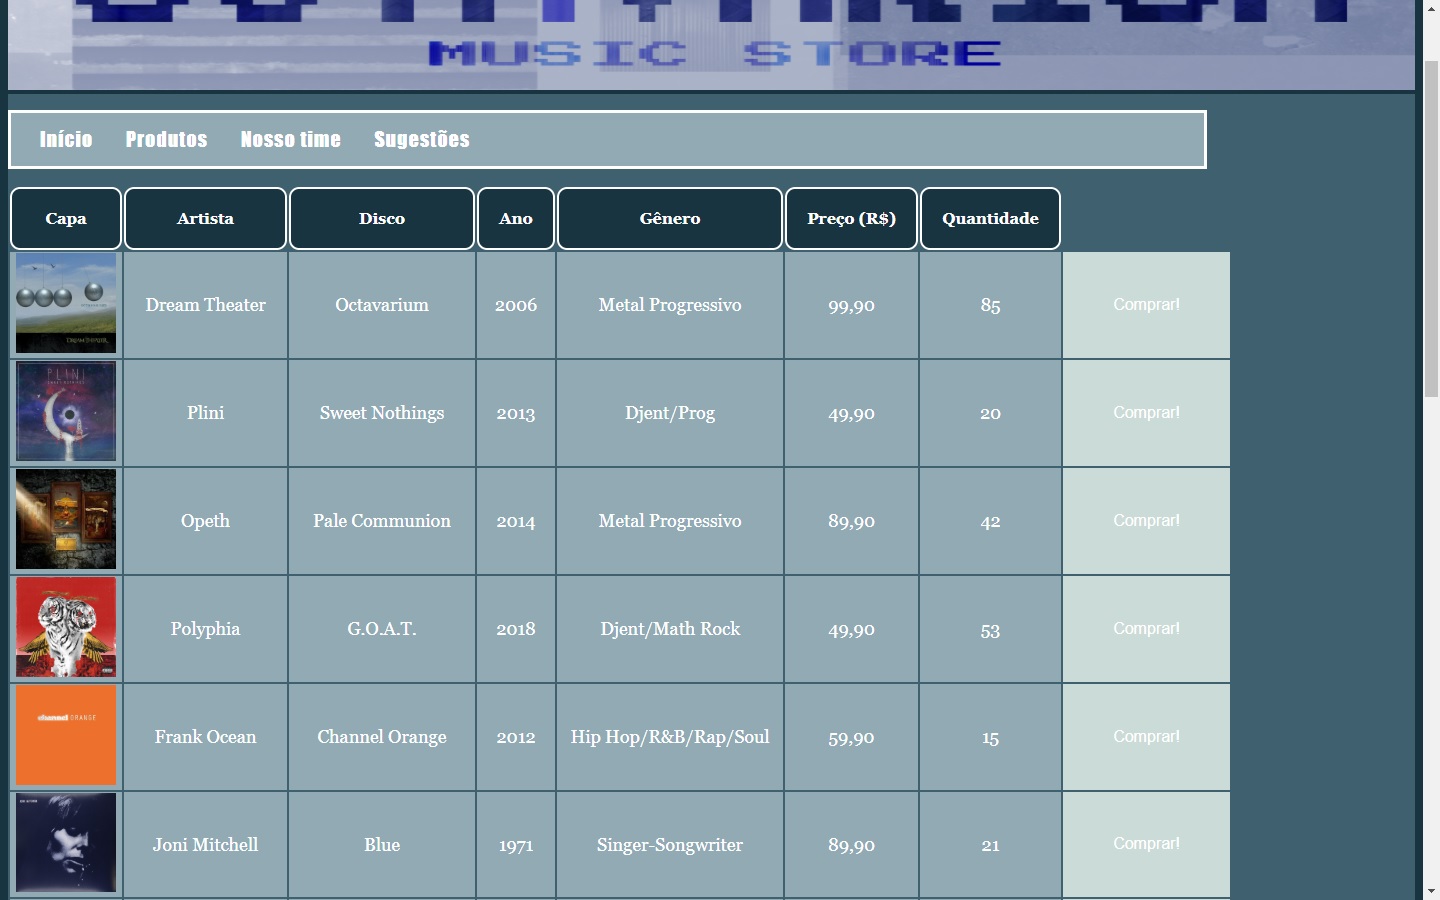 MUSIC STORE
Início Produtos Nosso time Sugestões
Capa Artista Disco Ano Gênero Preço (R$) Quantidade
Dream Theater Octavarium 2006 Metal Progressivo 99,90 85 Comprar!
PLINI
Plini Sweet Nothings 2013 Djent/Prog 49,90 20 Comprar!
Opeth Pale Communion 2014 Metal Progressivo 89,90 42 Comprar!
Polyphia G.O.A.T. 2018 Djent/Math Rock 49,90 53 Comprar!
channel ORANGE
Frank Ocean Channel Orange 2012 Hip Hop/R&B/Rap/Soul 59,90 15 Comprar!
Joni Mitchell Blue 1971 Singer-Songwriter 89,90 21 Comprar!